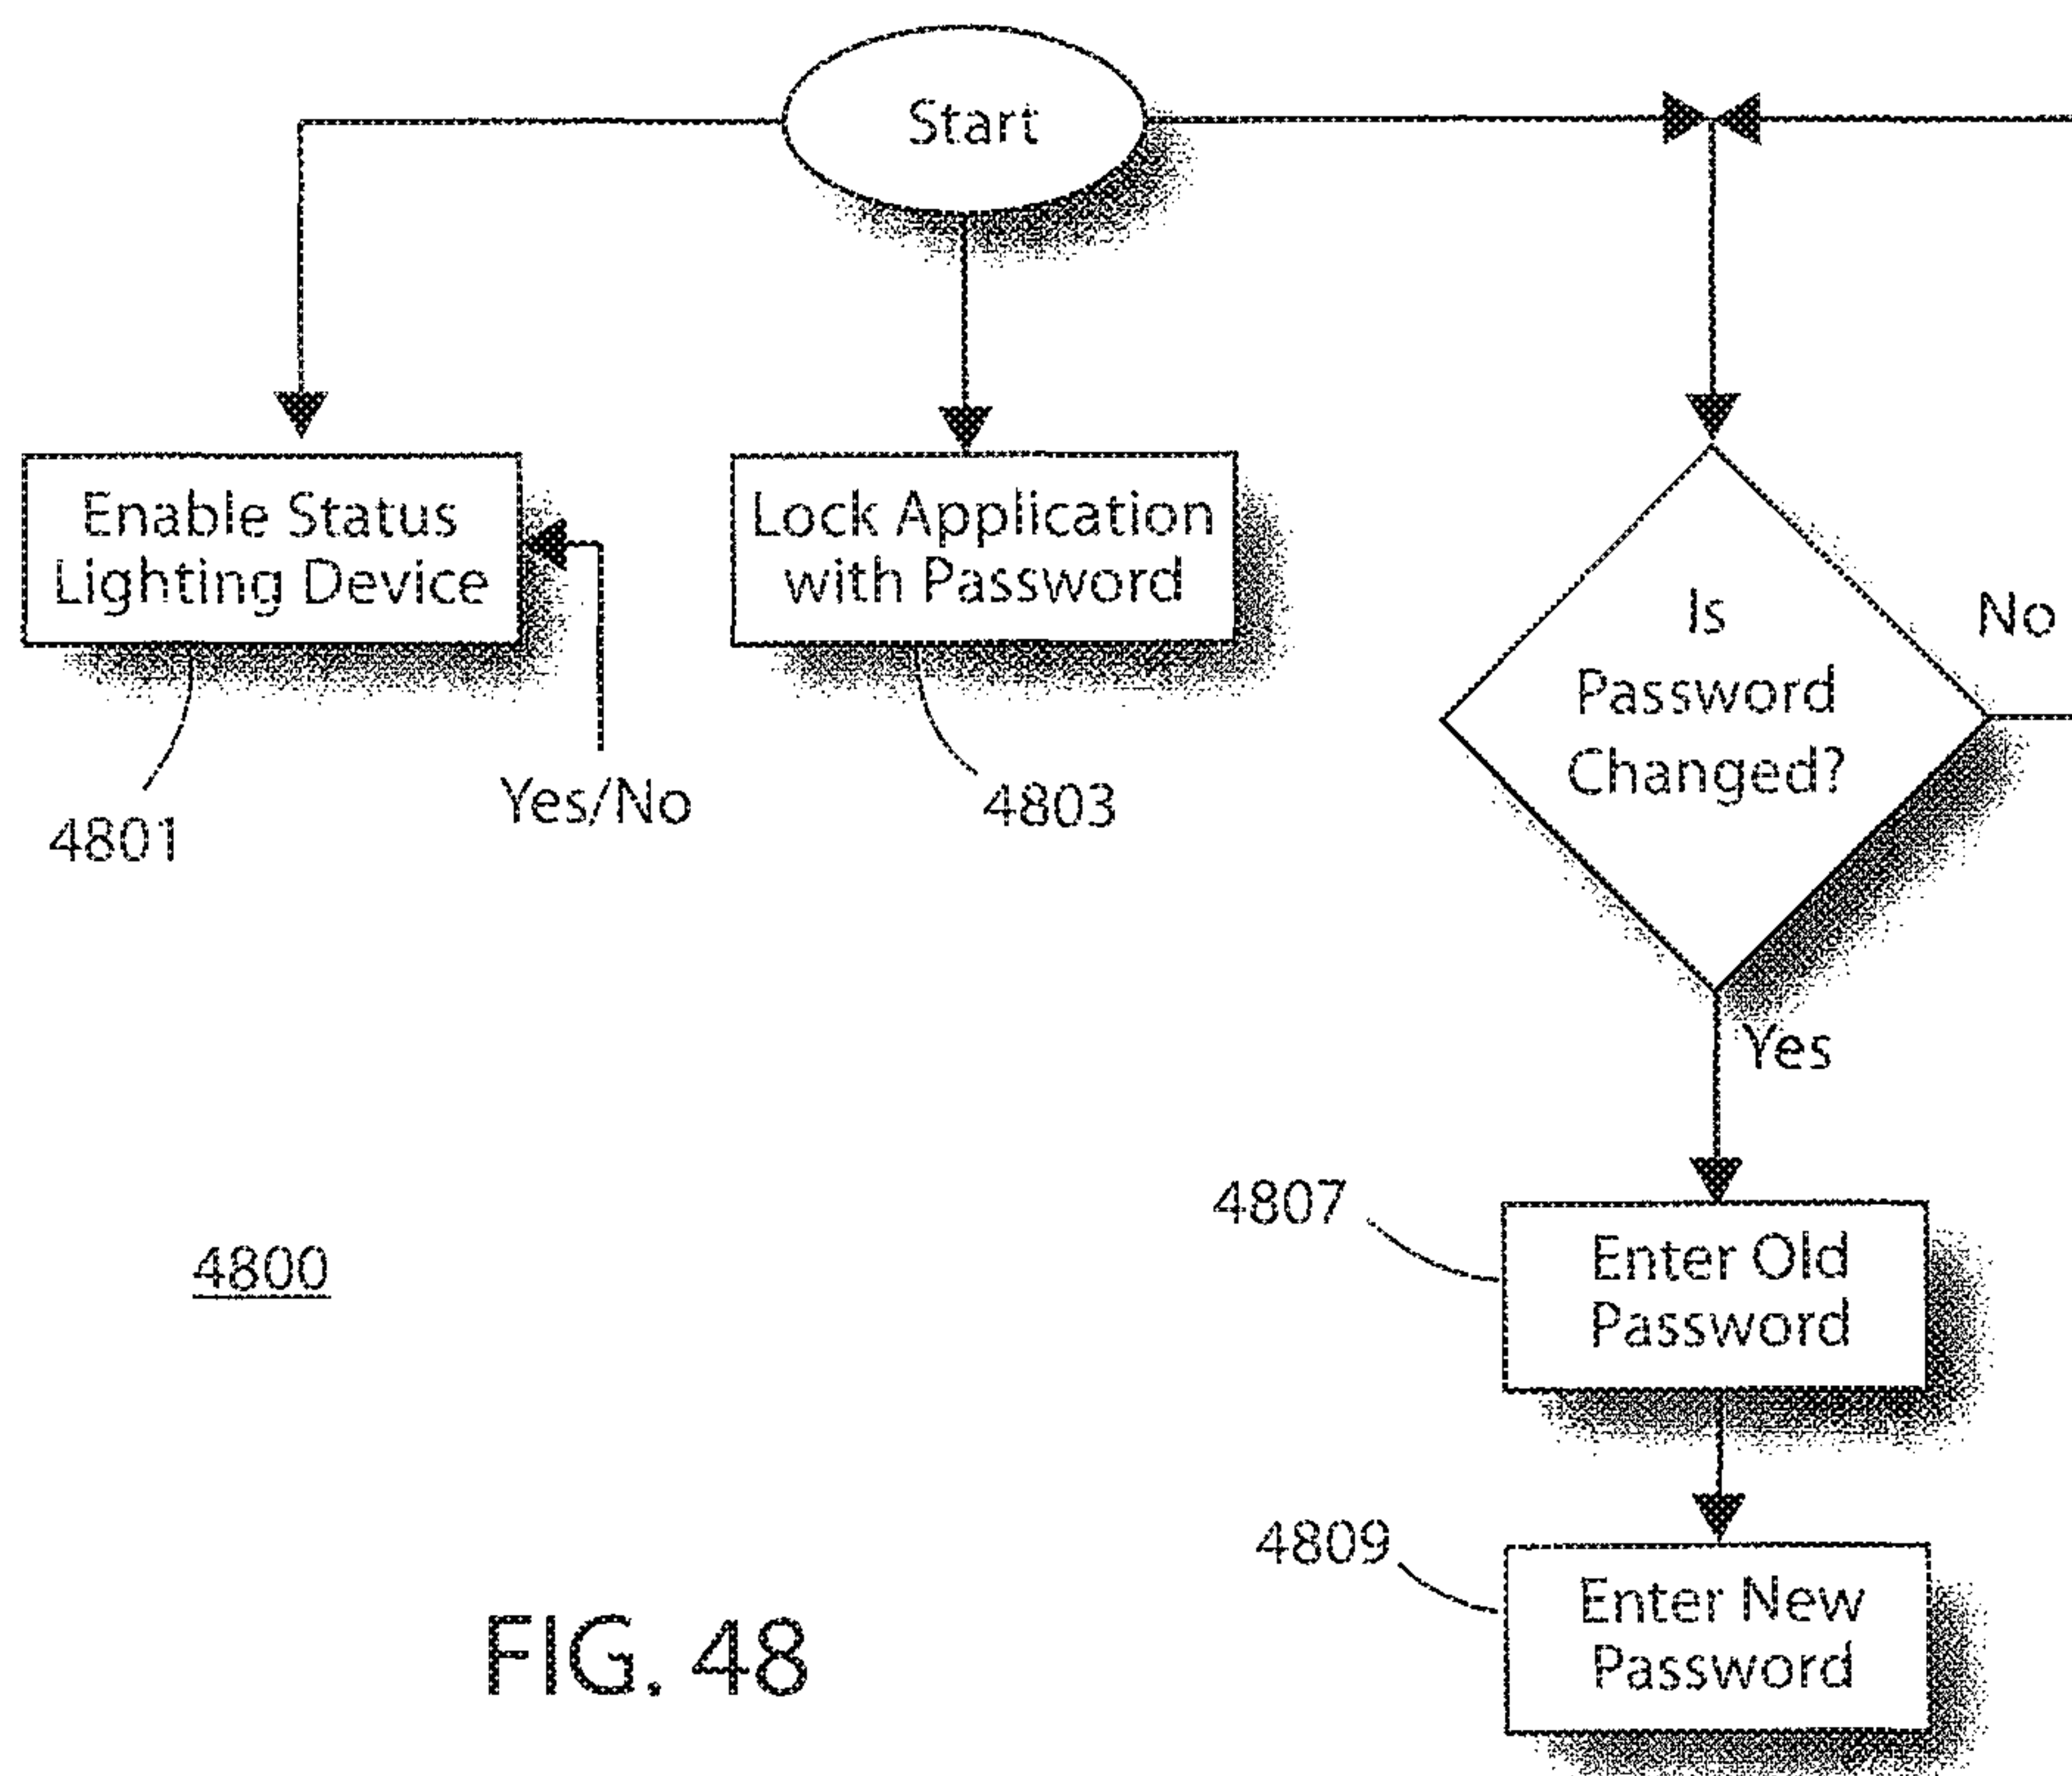 Start
Enable Status
Lighting Device
Lock Application
with Password
Is
Password
Changed?
No
Yes/No
4801
4803
Yes
4807
Enter Old
Password
4800
4809
Enter New
Password
FIG. 48